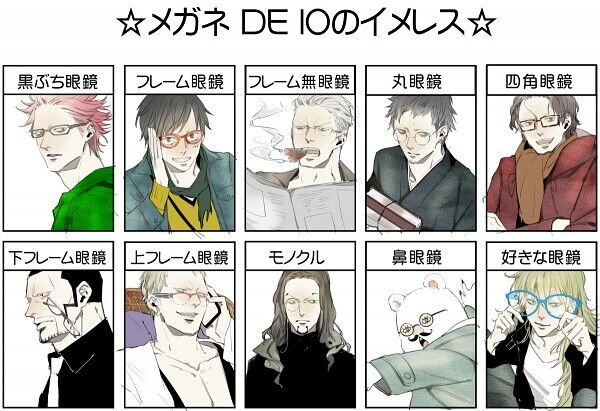 ☆メガネ DE 10のイメレス☆
黒ぶち眼鏡
フレーム眼鏡
フレーム無眼鏡
丸眼鏡
四角眼鏡
下フレーム眼鏡
上フレーム眼鏡
モノクル
鼻眼鏡
好きな眼鏡